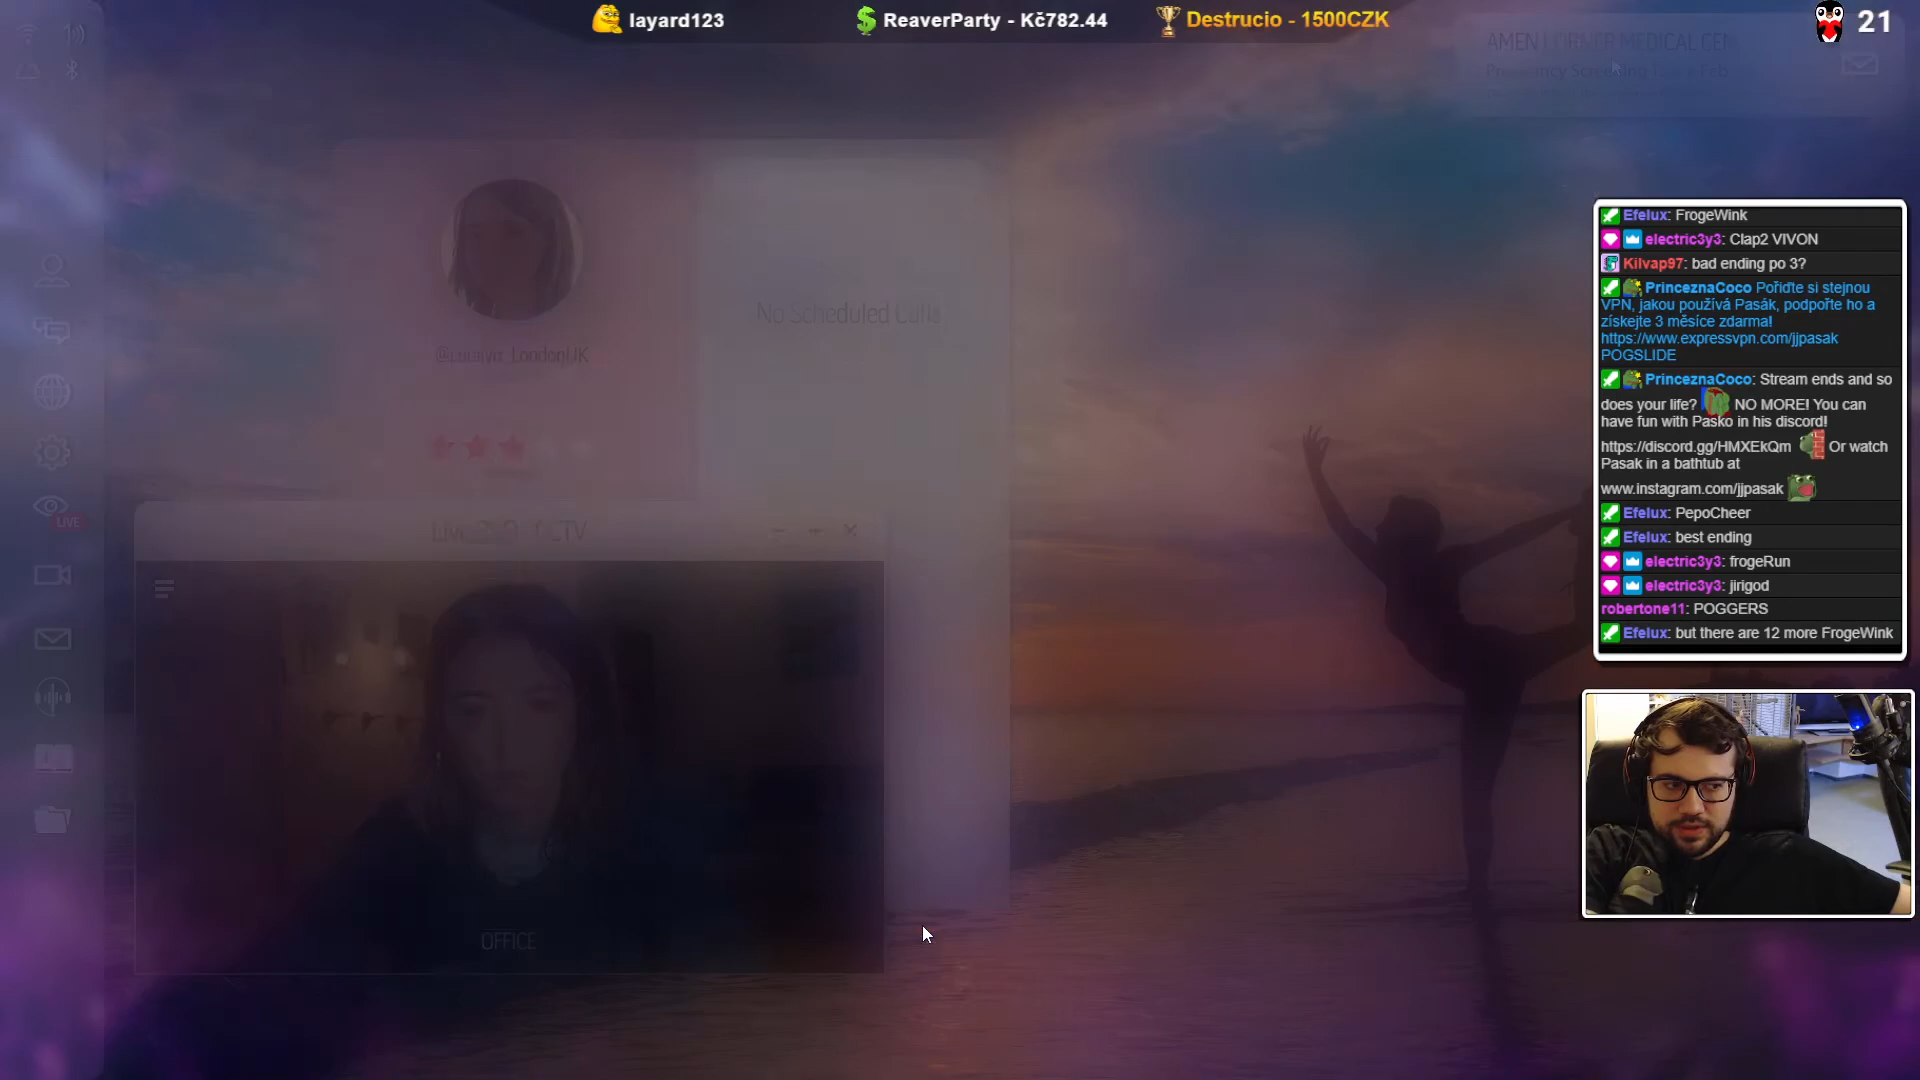 layard123
ReaverParty - Kč782.44
Destrucio - 1500CZK
21
No Scheduled Calls
LIVE
OFFICE
Efelux: FrogeWink
electric3y3: Clap2 VIVON
Kilvap97: bad ending po 3?
PrinceznaCoco Pořiďte si stejnou
VPN, jakou používá Pasák, podpořte ho a
získejte 3 měsíce zdarma!
https://www.expressvpn.com/jjpasak
POGSLIDE
PrinceznaCoco: Stream ends and so
does your life? NO MORE! You can
have fun with Pasko in his discord!
https://discord.gg/HMXEkQm Or watch
Pasak in a bathtub at
www.instagram.com/jjpasak
Efelux: PepoCheer
Efelux: best ending
electric3y3: frogeRun
electric3y3: jirigod
robertone11: POGGERS
Efelux: but there are 12 more FrogeWink